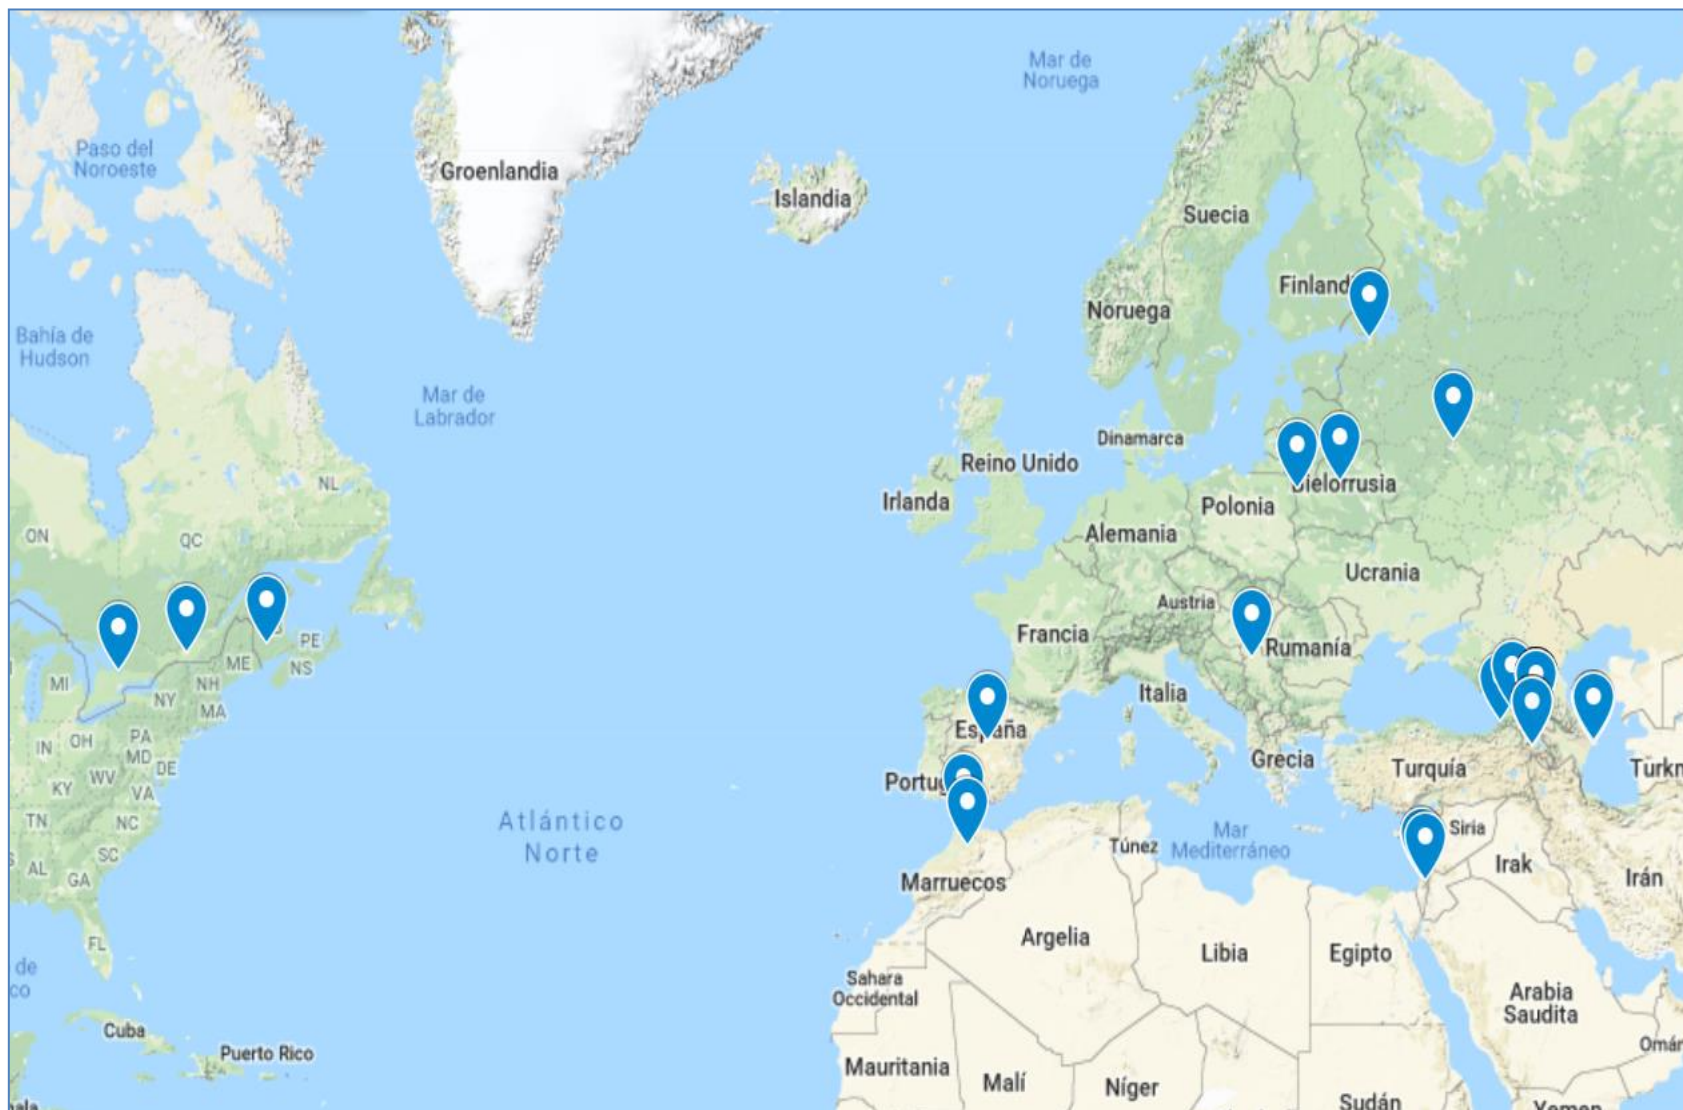 Mar de
Noruega
Paso del
Noroeste
Groenlandia
Islandia
Suecia
Finland
Noruega
Bahía de
Hudson
Mar de
Labrador
Dinamarca
Reino Unido
NL
Irlanda
Bielorrusia
Polonia
ON
QC
Alemania
Ucrania
Austria
Francia
PE
Rumanía
ME
NS
MI
NH
NY
Italia
MA
España
PA
OH
IN
MD
Grecia
DE
Turquía
Türkm
WV
KY
Portug
VA
TN
NC
Atlántico
Norte
Mar
Mediterráneo
Siria
Túnez
SC
AL
GA
Irak
Irán
Marruecos
FL
Argelia
Libia
Egipto
de
co
Sahara
Occidental
Arabia
Saudita
Cuba
Omán
Puerto Rico
Mauritania
Malí
Níger
Sudán
Yemen